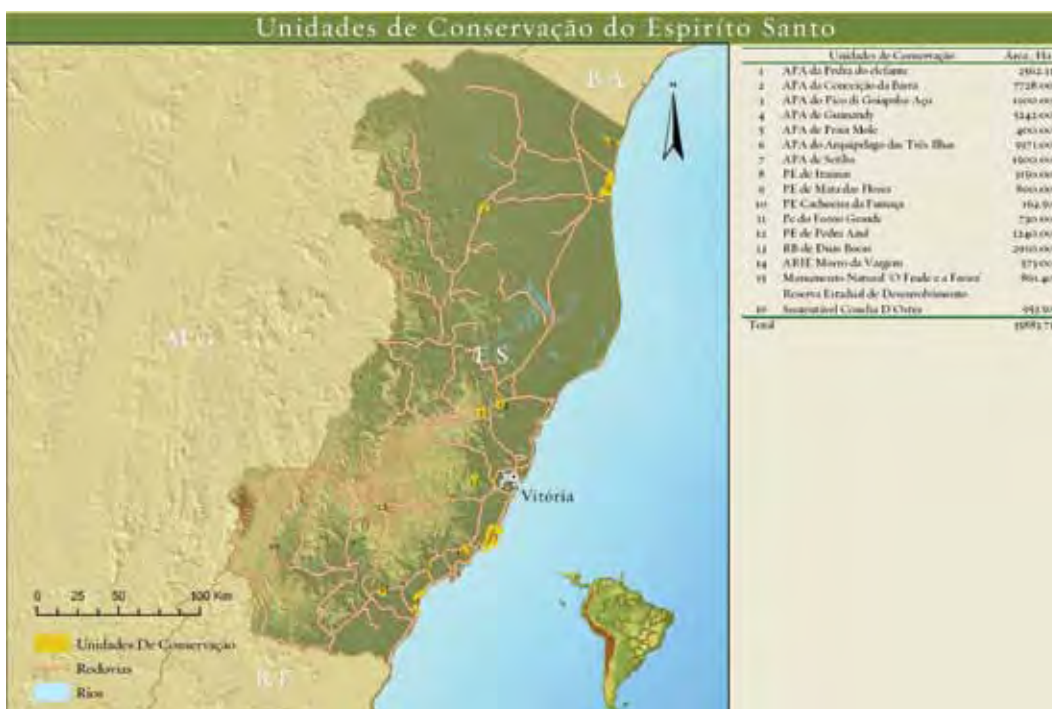 Unidades de Conservação do Espiríto Santo
BA
N
M G
E S
Vitória
0 25 50 100 Km
Unidades De Conservação
Rodovias
Rios
R J
Unidades de Conservação Área - Ha
1 APA da Pedra do elefante
2 APA da Conceição da Barra 7728.00
3 APA do Pico di Goiapaba-Açu
4 APA de Guanandy 5242.00
5 APA de Praia Mole 400.00
6 APA do Arquipélago das Três Ilhas
7 APA de Setiba
8 PE de Itaúnas
9 PE de Mata das Flores 800.00
10 PE Cachoeira da Fumaça
11 Pe do Forno Grande 730.00
12 PE de Pedra Azul 1240.00
13 RB de Duas Bocas 2910.00
14 ARIE Morro da Vargem 573.00
15 Monumento Natural 'O Frade e a Freira'
Reserva Estadual de Desenvolvimento
16 Sustentável Concha D'Ostra
Total